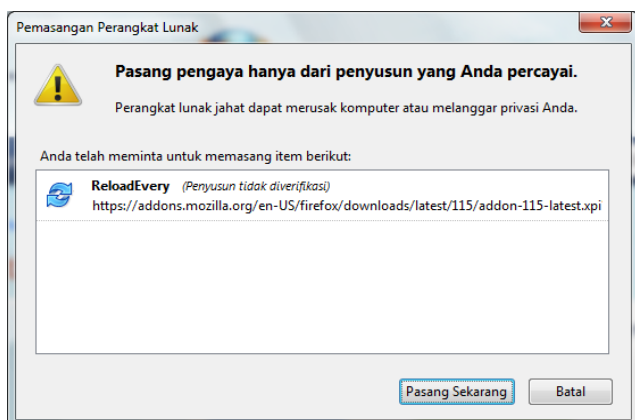 Pemasangan Perangkat Lunak
Pasang pengaya hanya dari penyusun yang Anda percayai.
Perangkat lunak jahat dapat merusak komputer atau melanggar privasi Anda.
Anda telah meminta untuk memasang item berikut:
ReloadEvery (Penyusun tidak diverifikasi)
https://addons.mozilla.org/en-US/firefox/downloads/latest/115/addon-115-latest.xpi
Pasang Sekarang Batal